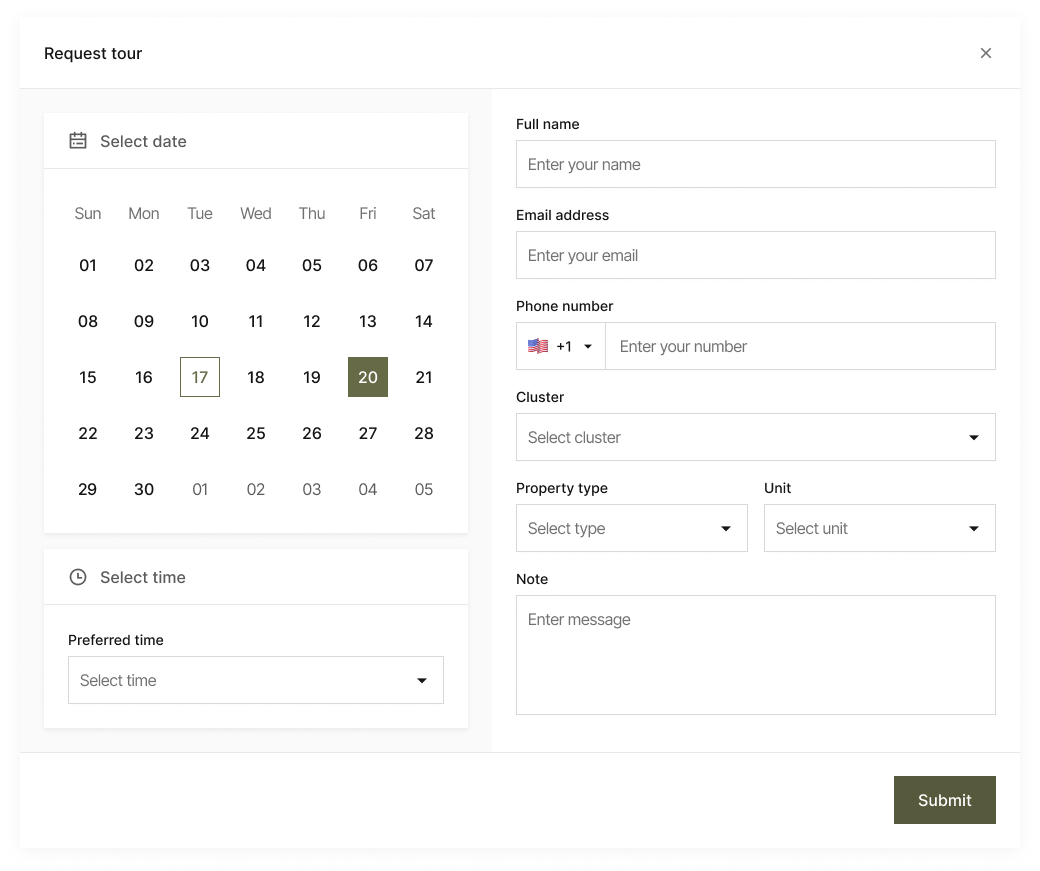 Request tour
Select date
Sun Mon Tue Wed Thu Fri Sat
01 02 03 04 05 06 07
08 09 10 11 12 13 14
15 16 17 18 19 20 21
22 23 24 25 26 27 28
29 30 01 02 03 04 05
Select time
Preferred time
Select time
Full name
Enter your name
Email address
Enter your email
Phone number
+1 Enter your number
Cluster
Select cluster
Property type Unit
Select type Select unit
Note
Enter message
Submit